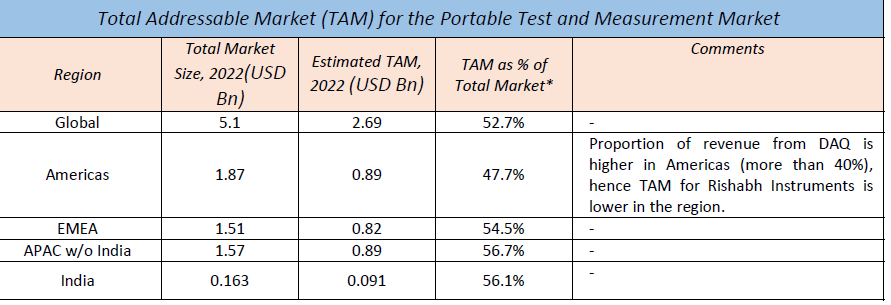 Total Addressable Market (TAM) for the Portable Test and Measurement Market
Region | Total Market Size, 2022(USD Bn) | Estimated TAM, 2022 (USD Bn) | TAM as % of Total Market* | Comments
Global | 5.1 | 2.69 | 52.7% | -
Americas | 1.87 | 0.89 | 47.7% | Proportion of revenue from DAQ is higher in Americas (more than 40%), hence TAM for Rishabh Instruments is lower in the region.
EMEA | 1.51 | 0.82 | 54.5% | -
APAC w/o India | 1.57 | 0.89 | 56.7% | -
India | 0.163 | 0.091 | 56.1% | -